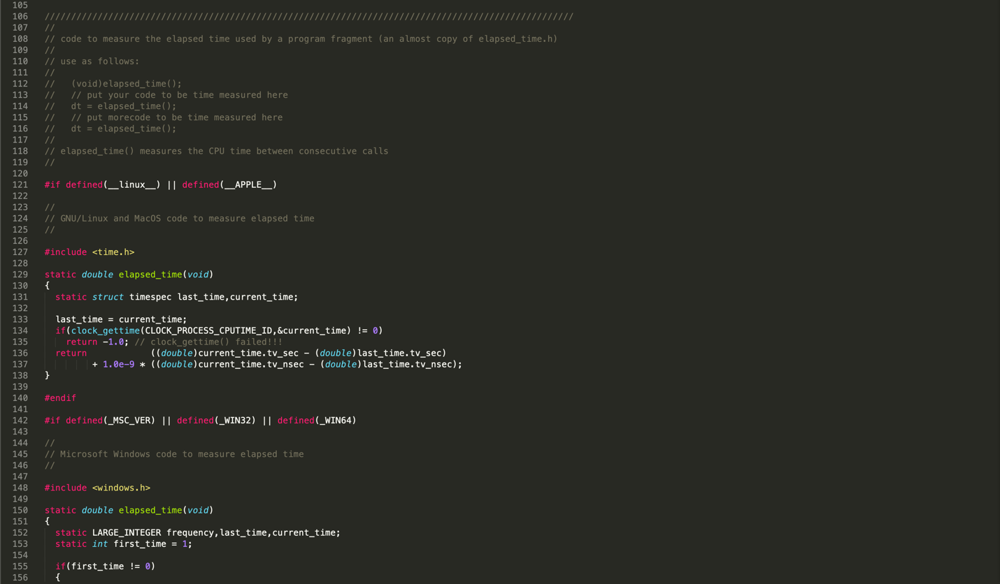 105
106 ////////////////////////////////////////////////////////////////////////////////////////////////////
107 //
108 // code to measure the elapsed time used by a program fragment (an almost copy of elapsed_time.h)
109 //
110 // use as follows:
111 //
112 //   (void)elapsed_time();
113 //   // put your code to be time measured here
114 //   dt = elapsed_time();
115 //   // put morecode to be time measured here
116 //   dt = elapsed_time();
117 //
118 // elapsed_time() measures the CPU time between consecutive calls
119 //
120
121 #if defined(__linux__) || defined(__APPLE__)
122
123 //
124 // GNU/Linux and MacOS code to measure elapsed time
125 //
126
127 #include <time.h>
128
129 static double elapsed_time(void)
130 {
131   static struct timespec last_time,current_time;
132
133   last_time = current_time;
134   if(clock_gettime(CLOCK_PROCESS_CPUTIME_ID,&current_time) != 0)
135     return -1.0; // clock_gettime() failed!!!
136   return            ((double)current_time.tv_sec - (double)last_time.tv_sec)
137          + 1.0e-9 * ((double)current_time.tv_nsec - (double)last_time.tv_nsec);
138 }
139
140 #endif
141
142 #if defined(_MSC_VER) || defined(_WIN32) || defined(_WIN64)
143
144 //
145 // Microsoft Windows code to measure elapsed time
146 //
147
148 #include <windows.h>
149
150 static double elapsed_time(void)
151 {
152   static LARGE_INTEGER frequency,last_time,current_time;
153   static int first_time = 1;
154
155   if(first_time != 0)
156   {